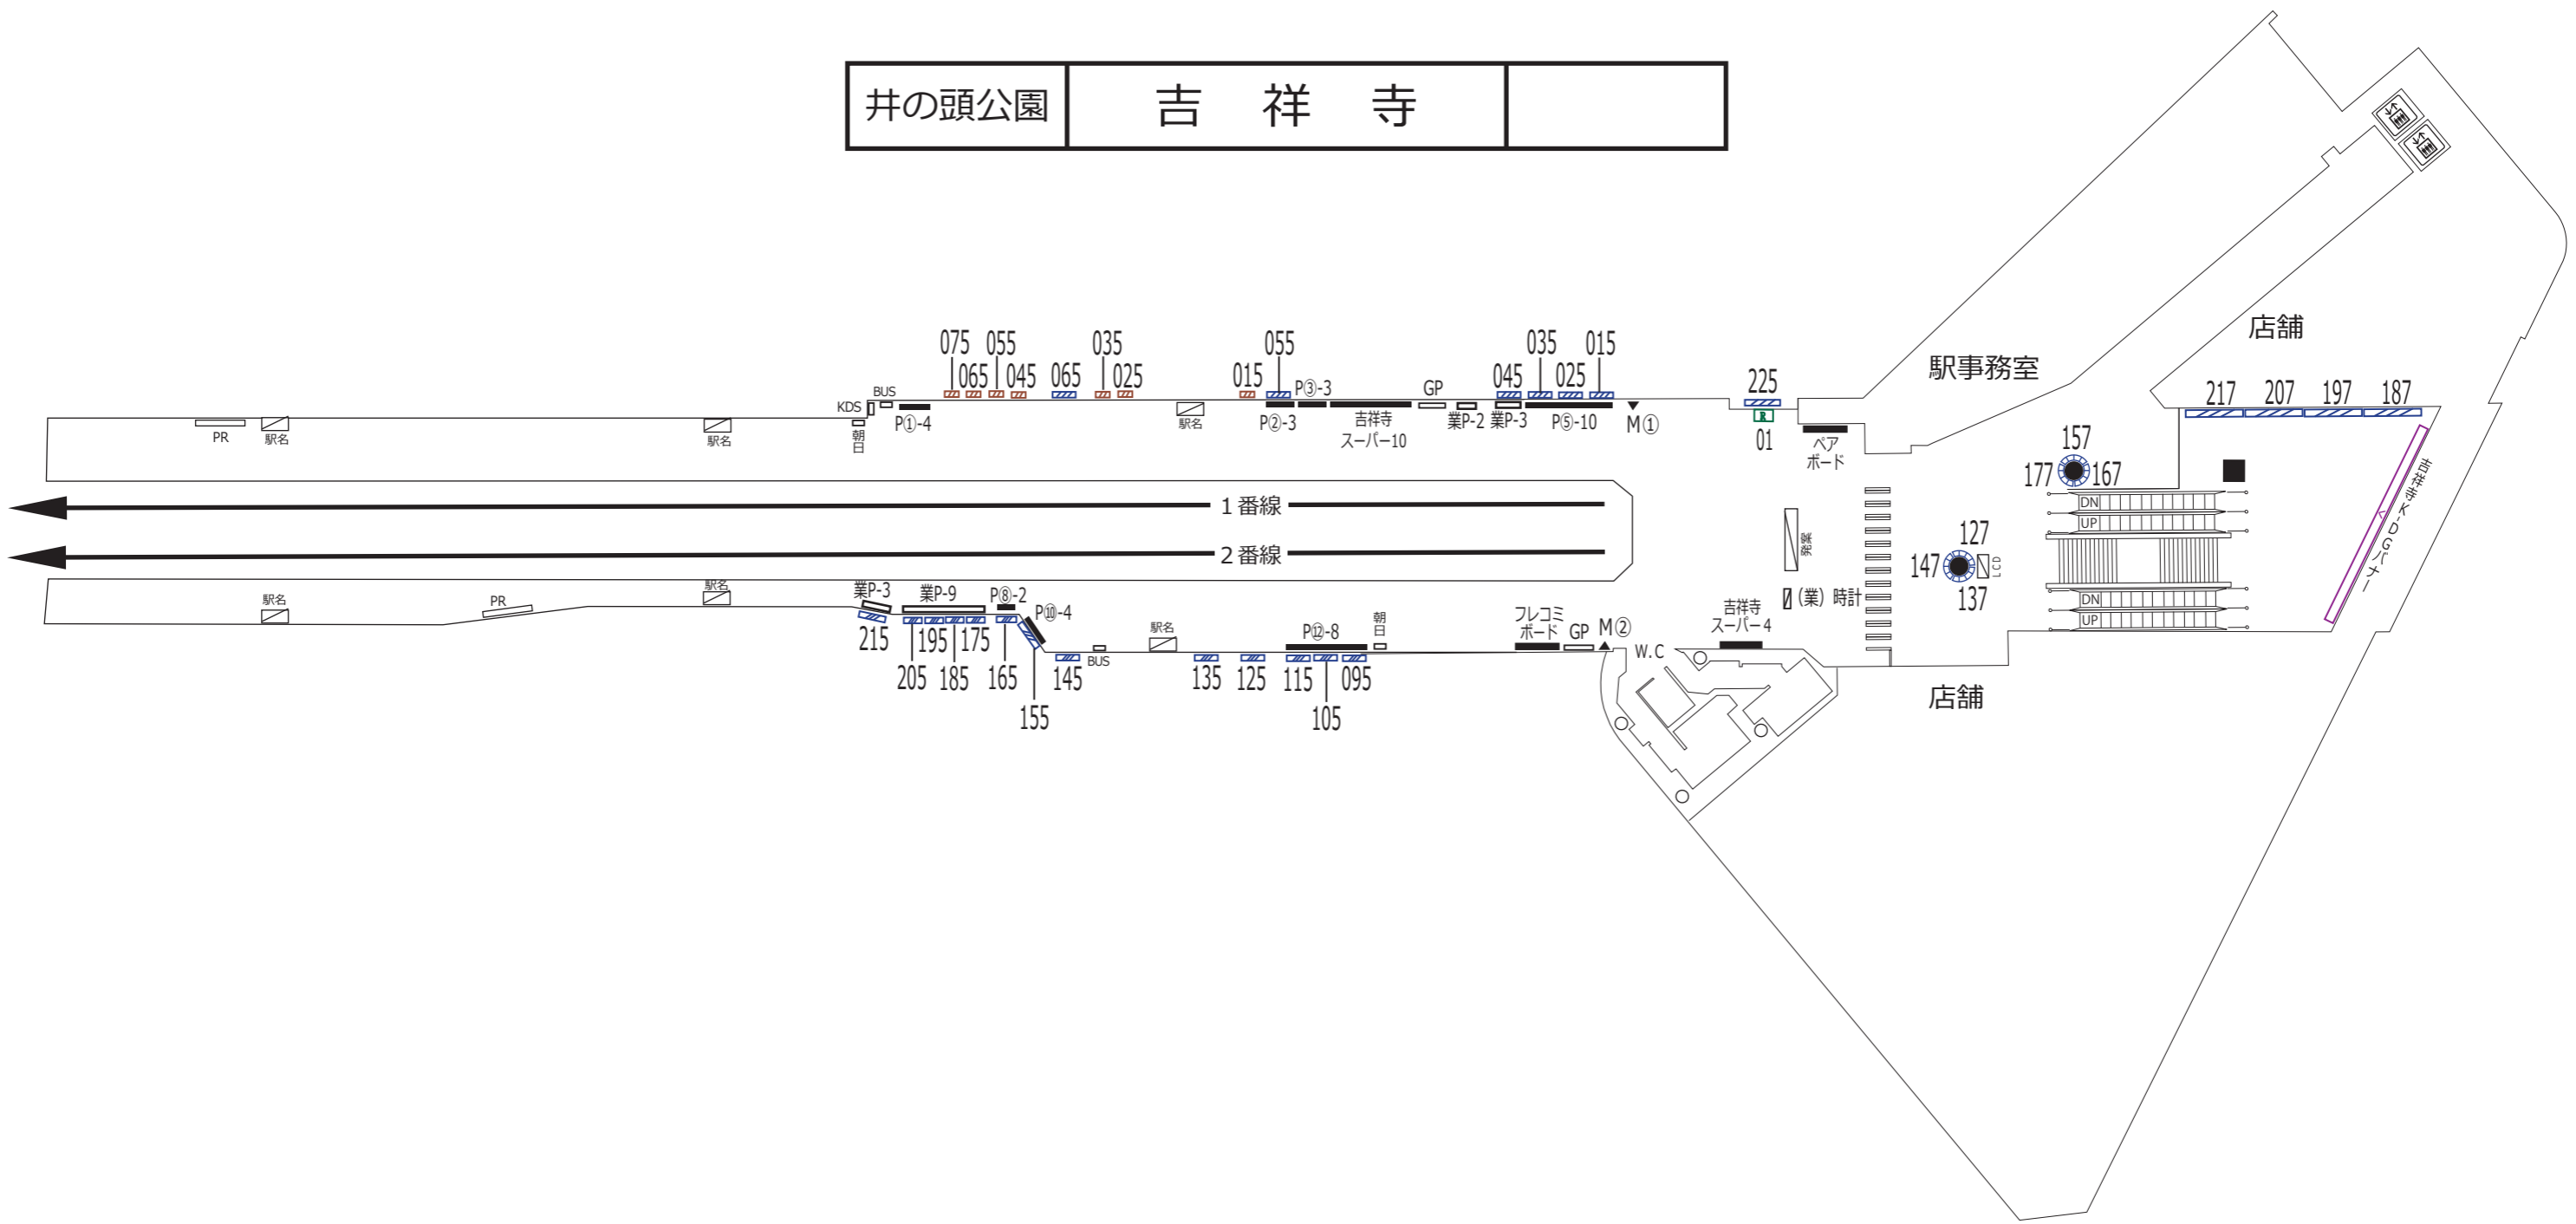 井の頭公園
吉祥寺
075
055
065
045
065
035
025
015
055
045
035
025
015
225
01
R
BUS
KDS
朝日
P①-4
PR
駅名
駅名
駅名
P②-3
P③-3
吉祥寺
スーパー10
GP
業P-2
業P-3
P⑤-10
M①
ペア
ボード
駅事務室
店舗
217
207
197
187
157
177
167
吉祥寺K-DGバナー
DN
UP
1番線
2番線
発案
127
147
137
LCD
(業)時計
DN
UP
駅名
PR
駅名
業P-3
業P-9
P⑧-2
P⑩-4
215
205
195
185
175
165
155
145
BUS
駅名
135
125
P⑫-8
115
105
095
朝日
フレコミ
ボード
GP
M②
W.C
吉祥寺
スーパー4
店舗